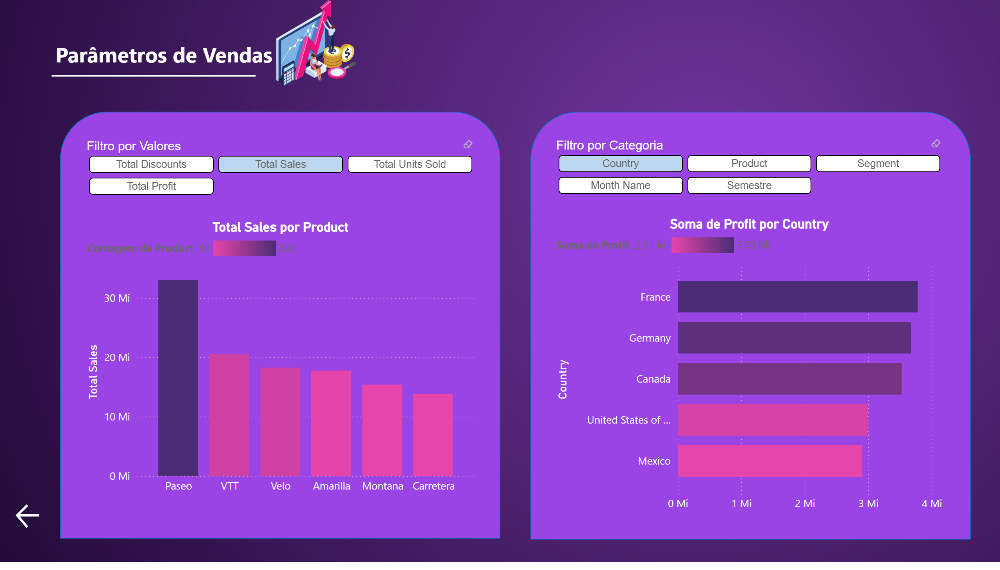 Parâmetros de Vendas
Filtro por Valores
Total Discounts
Total Sales
Total Units Sold
Total Profit
Total Sales por Product
Contagem de Product 93 202
Total Sales
30 Mi
20 Mi
10 Mi
0 Mi
Paseo
VTT
Velo
Amarilla
Montana
Carretera
Filtro por Categoria
Country
Product
Segment
Month Name
Semestre
Soma de Profit por Country
Soma de Profit 2,91 Mi 3,78 Mi
Country
France
Germany
Canada
United States of ...
Mexico
0 Mi
1 Mi
2 Mi
3 Mi
4 Mi